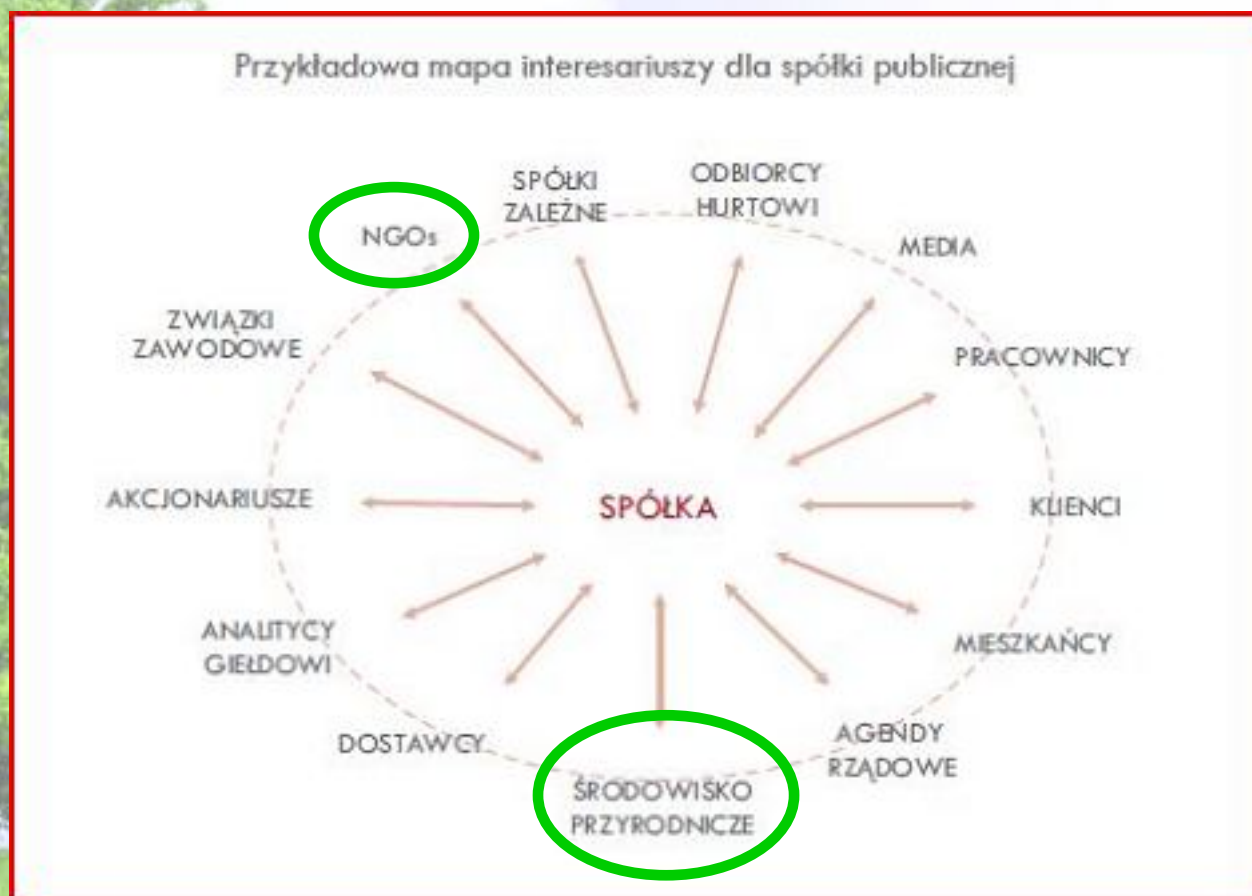 Przykładowa mapa interesariuszy dla spółki publicznej
SPÓŁKI
ZALEŻNE
ODBIORCY
HURTOWI
NGOs
MEDIA
ZWIĄZKI
ZAWODOWE
PRACOWNICY
AKCJONARIUSZE
SPÓŁKA
KLIENCI
ANALITYCY
GIEŁDOWI
MIESZKAŃCY
DOSTAWCY
AGENDY
RZĄDOWE
ŚRODOWISKO
PRZYRODNICZE